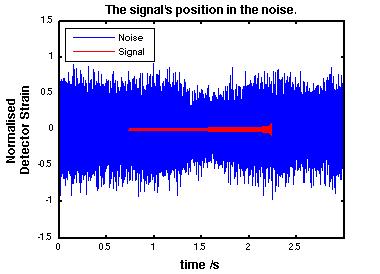 The signal's position in the noise.
1.5
Noise
Signal
1
0.5
0
-0.5
-1
-1.5
Normalised
Detector Strain
0 0.5 1 1.5 2 2.5
time /s